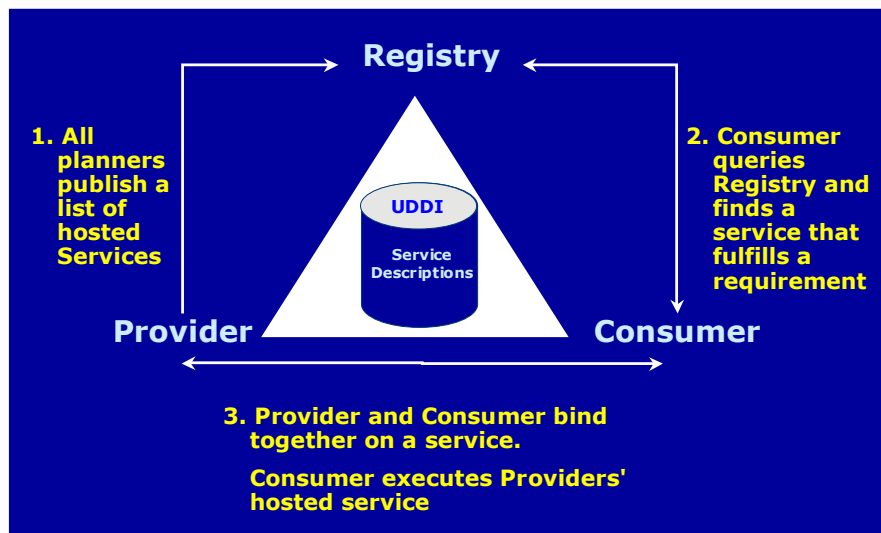 Registry
1. All
planners
publish a
list of
hosted
Services
2. Consumer
queries
Registry and
finds a
service that
fulfills a
requirement
UDDI
Service
Descriptions
Provider
Consumer
3. Provider and Consumer bind
together on a service.
Consumer executes Providers'
hosted service